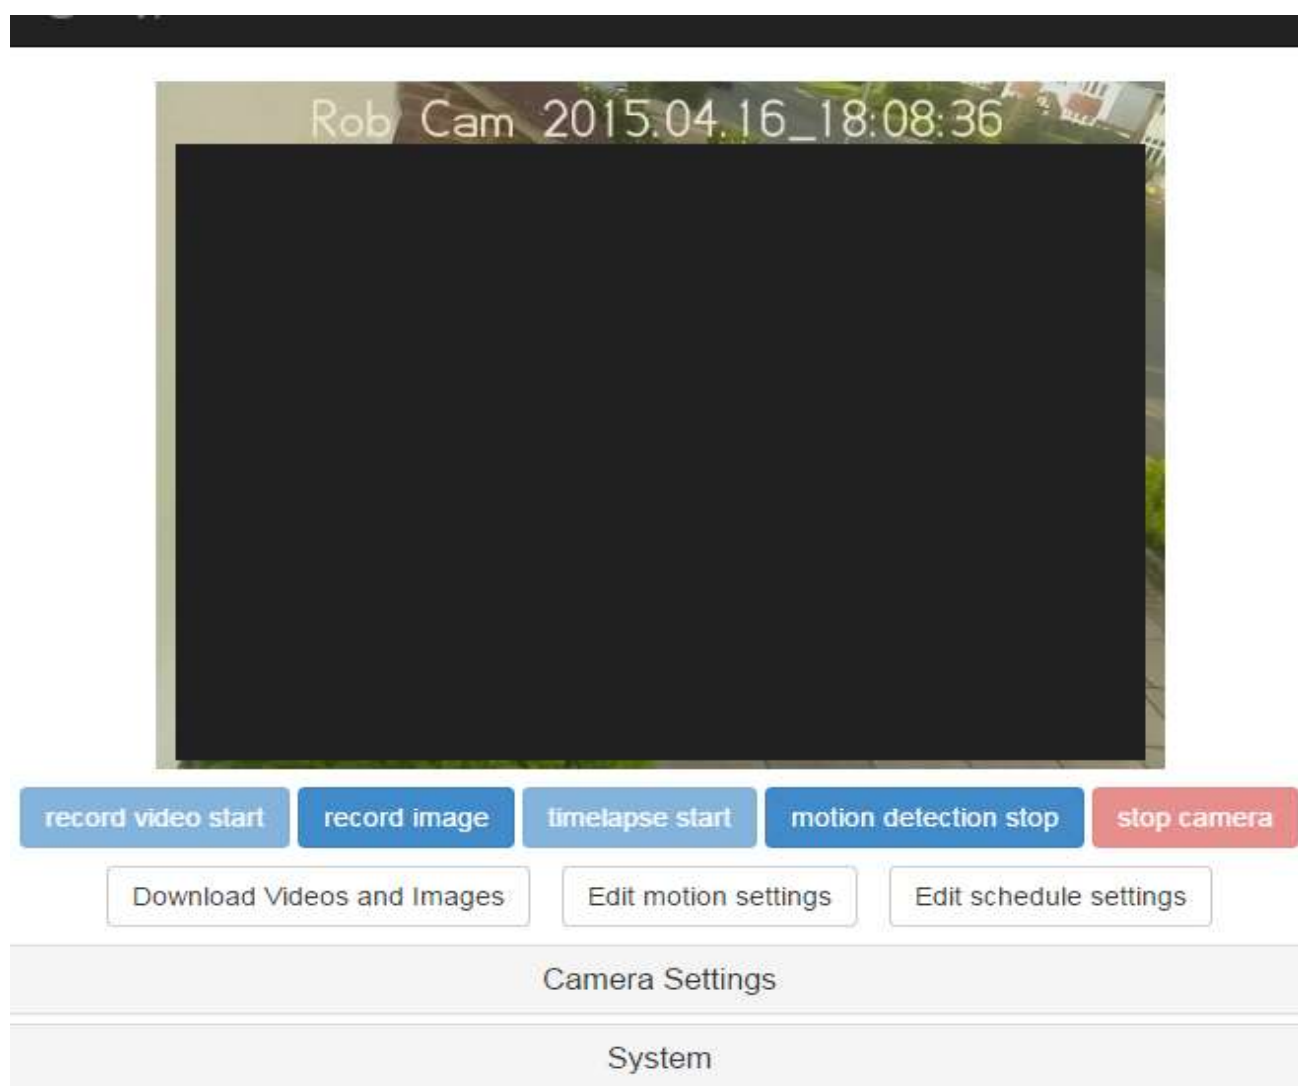 Rob Cam 2015.04.16_18:08:36
record video start record image timelapse start motion detection stop stop camera
Download Videos and Images Edit motion settings Edit schedule settings
Camera Settings
System